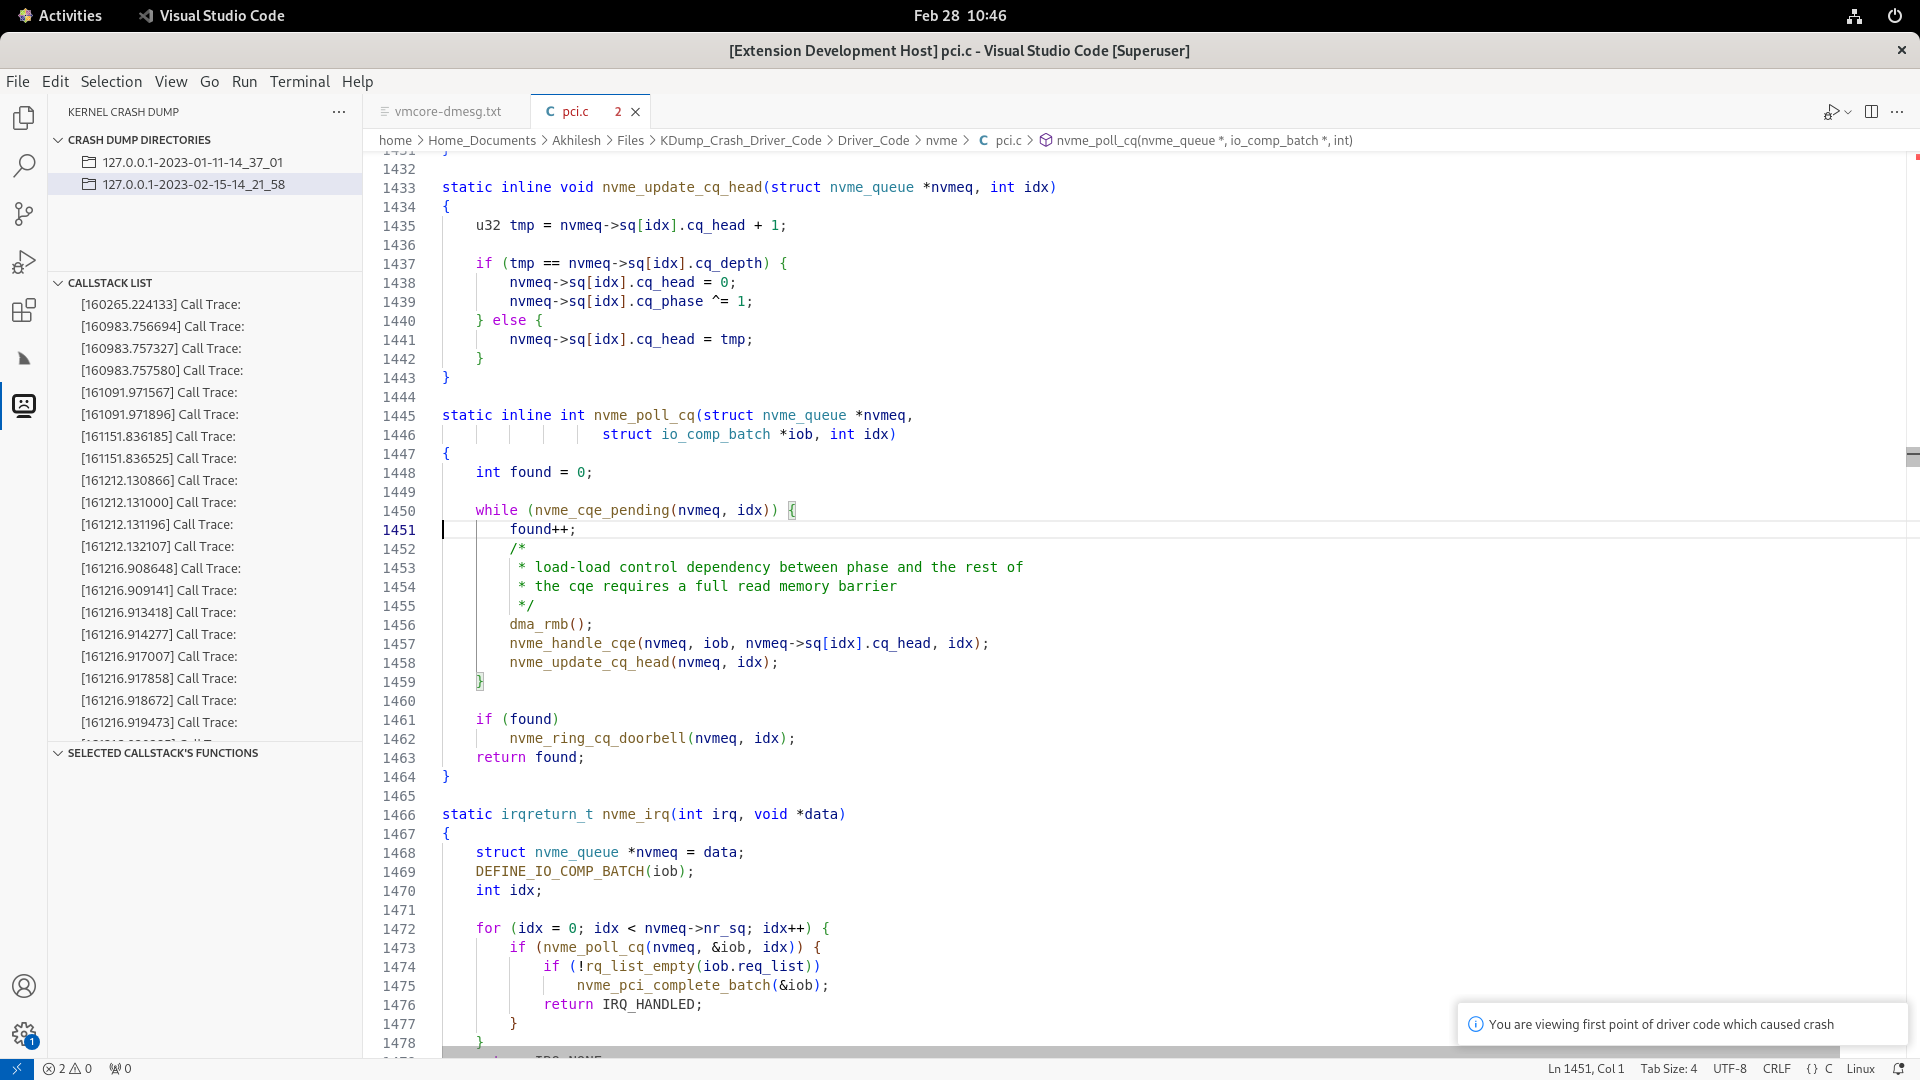 Activities
Visual Studio Code
Feb 28 10:46
[Extension Development Host] pci.c - Visual Studio Code [Superuser]
File Edit Selection View Go Run Terminal Help
KERNEL CRASH DUMP
CRASH DUMP DIRECTORIES
127.0.0.1-2023-01-11-14_37_01
127.0.0.1-2023-02-15-14_21_58
CALLSTACK LIST
[160265.224133] Call Trace:
[160983.756694] Call Trace:
[160983.757327] Call Trace:
[160983.757580] Call Trace:
[161091.971567] Call Trace:
[161091.971896] Call Trace:
[161151.836185] Call Trace:
[161151.836525] Call Trace:
[161212.130866] Call Trace:
[161212.131000] Call Trace:
[161212.131196] Call Trace:
[161212.132107] Call Trace:
[161216.908648] Call Trace:
[161216.909141] Call Trace:
[161216.913418] Call Trace:
[161216.914277] Call Trace:
[161216.917007] Call Trace:
[161216.917858] Call Trace:
[161216.918672] Call Trace:
[161216.919473] Call Trace:
SELECTED CALLSTACK'S FUNCTIONS
vmcore-dmesg.txt
C pci.c 2
home > Home_Documents > Akhilesh > Files > KDump_Crash_Driver_Code > Driver_Code > nvme > C pci.c > nvme_poll_cq(nvme_queue *, io_comp_batch *, int)
1431 }
1432
1433 static inline void nvme_update_cq_head(struct nvme_queue *nvmeq, int idx)
1434 {
1435     u32 tmp = nvmeq->sq[idx].cq_head + 1;
1436
1437     if (tmp == nvmeq->sq[idx].cq_depth) {
1438         nvmeq->sq[idx].cq_head = 0;
1439         nvmeq->sq[idx].cq_phase ^= 1;
1440     } else {
1441         nvmeq->sq[idx].cq_head = tmp;
1442     }
1443 }
1444
1445 static inline int nvme_poll_cq(struct nvme_queue *nvmeq,
1446                    struct io_comp_batch *iob, int idx)
1447 {
1448     int found = 0;
1449
1450     while (nvme_cqe_pending(nvmeq, idx)) {
1451         found++;
1452         /*
1453          * load-load control dependency between phase and the rest of
1454          * the cqe requires a full read memory barrier
1455          */
1456         dma_rmb();
1457         nvme_handle_cqe(nvmeq, iob, nvmeq->sq[idx].cq_head, idx);
1458         nvme_update_cq_head(nvmeq, idx);
1459     }
1460
1461     if (found)
1462         nvme_ring_cq_doorbell(nvmeq, idx);
1463     return found;
1464 }
1465
1466 static irqreturn_t nvme_irq(int irq, void *data)
1467 {
1468     struct nvme_queue *nvmeq = data;
1469     DEFINE_IO_COMP_BATCH(iob);
1470     int idx;
1471
1472     for (idx = 0; idx < nvmeq->nr_sq; idx++) {
1473         if (nvme_poll_cq(nvmeq, &iob, idx)) {
1474             if (!rq_list_empty(iob.req_list))
1475                 nvme_pci_complete_batch(&iob);
1476             return IRQ_HANDLED;
1477         }
1478     }
You are viewing first point of driver code which caused crash
1
2 0
0
Ln 1451, Col 1
Tab Size: 4
UTF-8
CRLF
{ } C
Linux